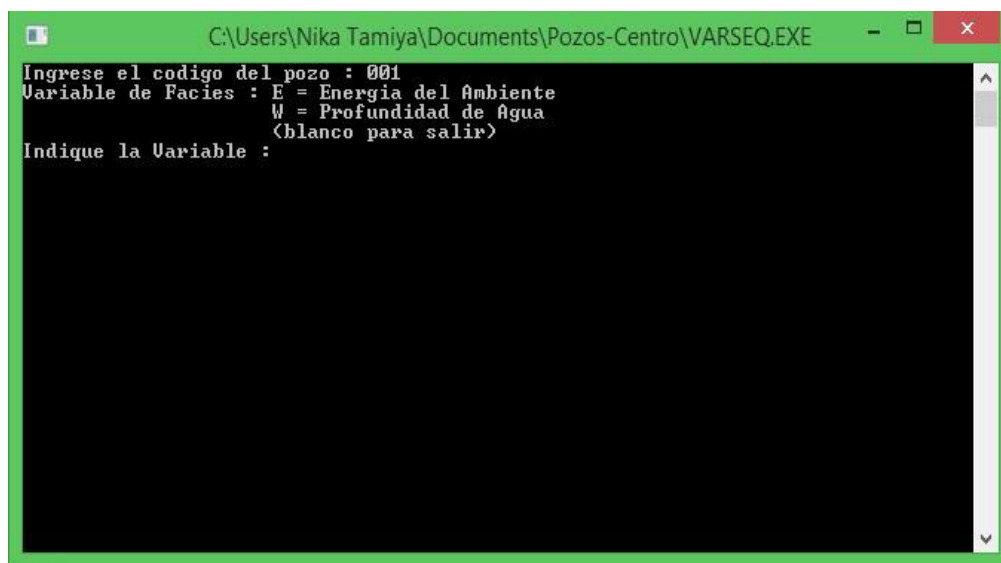 C:\Users\Nika Tamiya\Documents\Pozos-Centro\VARSEQ.EXE
Ingrese el codigo del pozo : 001
Variable de Facies : E = Energia del Ambiente
W = Profundidad de Agua
(blanco para salir)
Indique la Variable :